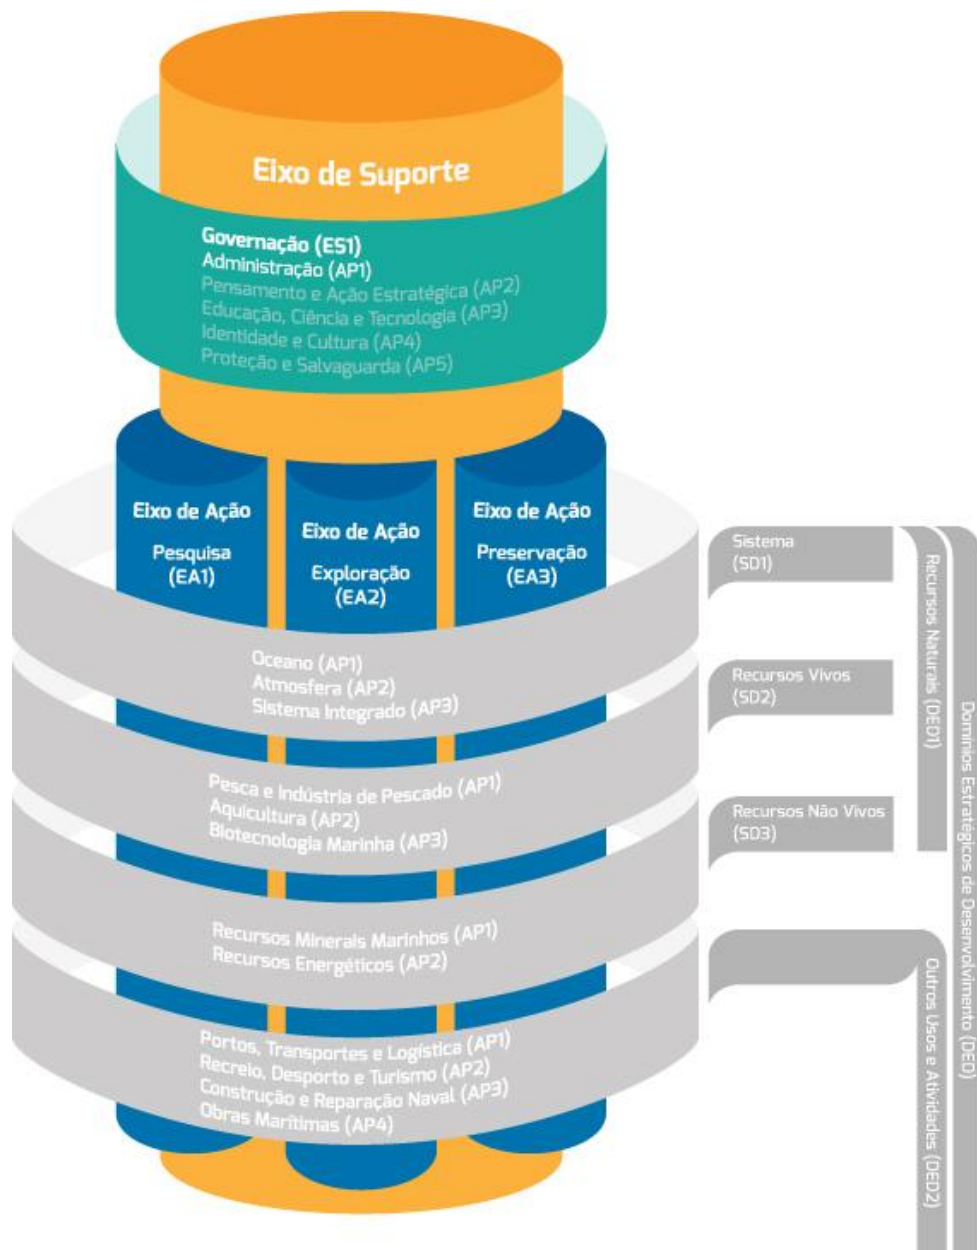 Eixo de Suporte
Governação (ES1)
Administração (AP1)
Pensamento e Ação Estratégica (AP2)
Educação, Ciência e Tecnologia (AP3)
Identidade e Cultura (AP4)
Proteção e Salvaguarda (AP5)
Eixo de Ação
Pesquisa
(EA1)
Eixo de Ação
Exploração
(EA2)
Eixo de Ação
Preservação
(EA3)
Oceano (AP1)
Atmosfera (AP2)
Sistema Integrado (AP3)
Pesca e Indústria de Pescado (AP1)
Aquicultura (AP2)
Biotecnologia Marinha (AP3)
Recursos Minerais Marinhos (AP1)
Recursos Energéticos (AP2)
Portos, Transportes e Logística (AP1)
Recreio, Desporto e Turismo (AP2)
Construção e Reparação Naval (AP3)
Obras Marítimas (AP4)
Sistema
(SD1)
Recursos Vivos
(SD2)
Recursos Não Vivos
(SD3)
Recursos Naturais (DED1)
Outros Usos e Atividades (DED2)
Domínios Estratégicos de Desenvolvimento (DED)